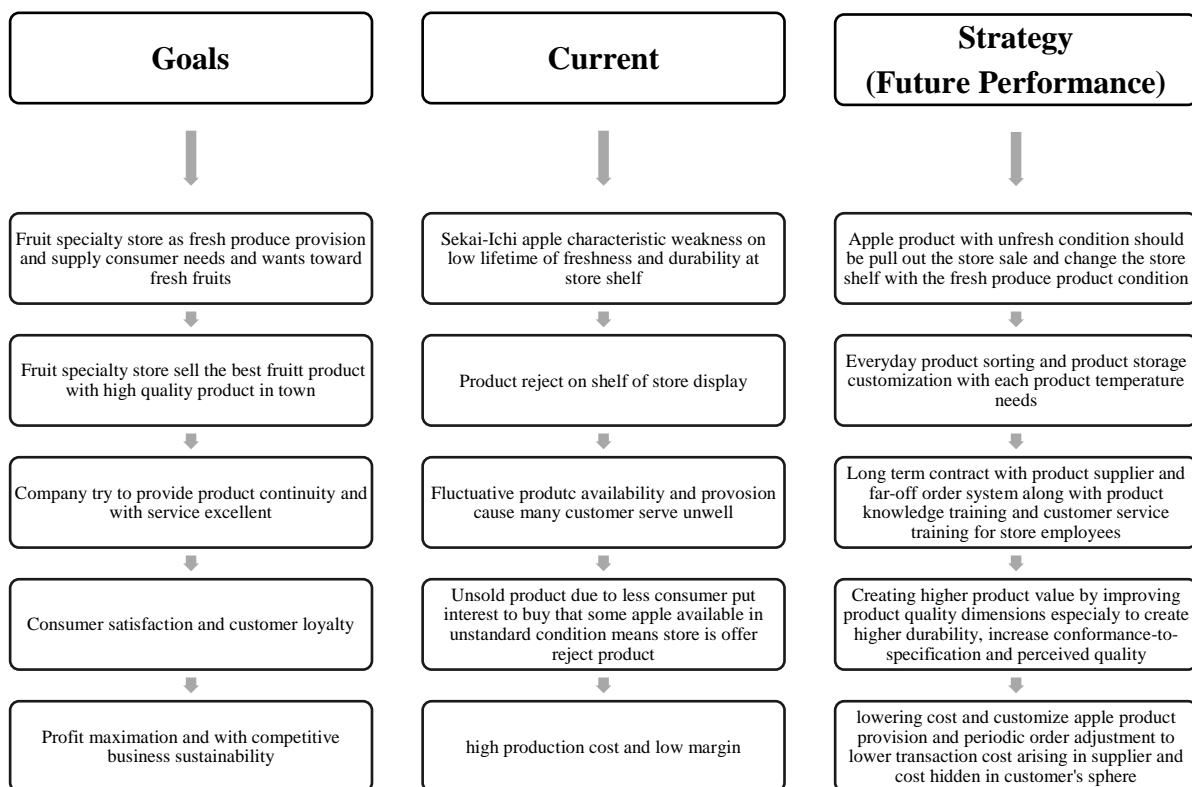 Goals
Fruit specialty store as fresh produce provision
and supply consumer needs and wants toward
fresh fruits
Fruit specialty store sell the best fruitt product
with high quality product in town
Company try to provide product continuity and
with service excellent
Consumer satisfaction and customer loyalty
Profit maximation and with competitive
business sustainability
Current
Sekai-Ichi apple characteristic weakness on
low lifetime of freshness and durability at
store shelf
Product reject on shelf of store display
Fluctuative produtc availability and provosion
cause many customer serve unwell
Unsold product due to less consumer put
interest to buy that some apple available in
unstandard condition means store is offer
reject product
high production cost and low margin
Strategy
(Future Performance)
Apple product with unfresh condition should
be pull out the store sale and change the store
shelf with the fresh produce product condition
Everyday product sorting and product storage
customization with each product temperature
needs
Long term contract with product supplier and
far-off order system along with product
knowledge training and customer service
training for store employees
Creating higher product value by improving
product quality dimensions especialy to create
higher durability, increase conformance-to-
specification and perceived quality
lowering cost and customize apple product
provision and periodic order adjustment to
lower transaction cost arising in supplier and
cost hidden in customer's sphere